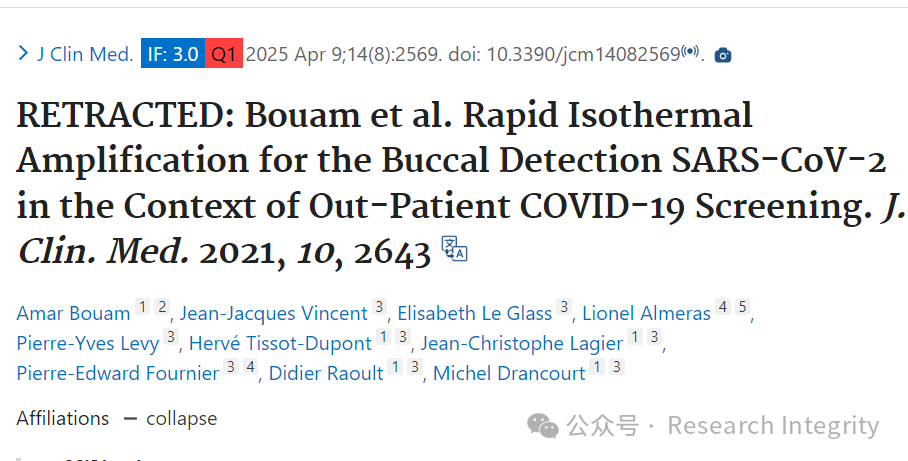 J Clin Med. IF: 3.0 Q1 2025 Apr 9;14(8):2569. doi: 10.3390/jcm14082569.
RETRACTED: Bouam et al. Rapid Isothermal
Amplification for the Buccal Detection SARS-CoV-2
in the Context of Out-Patient COVID-19 Screening. J.
Clin. Med. 2021, 10, 2643
Amar Bouam 1 2, Jean-Jacques Vincent 3, Elisabeth Le Glass 3, Lionel Almeras 4 5,
Pierre-Yves Levy 3, Hervé Tissot-Dupont 1 3, Jean-Christophe Lagier 1 3,
Pierre-Edward Fournier 3 4, Didier Raoult 1 3, Michel Drancourt 1 3
Affiliations — collapse
公众号 · Research Integrity